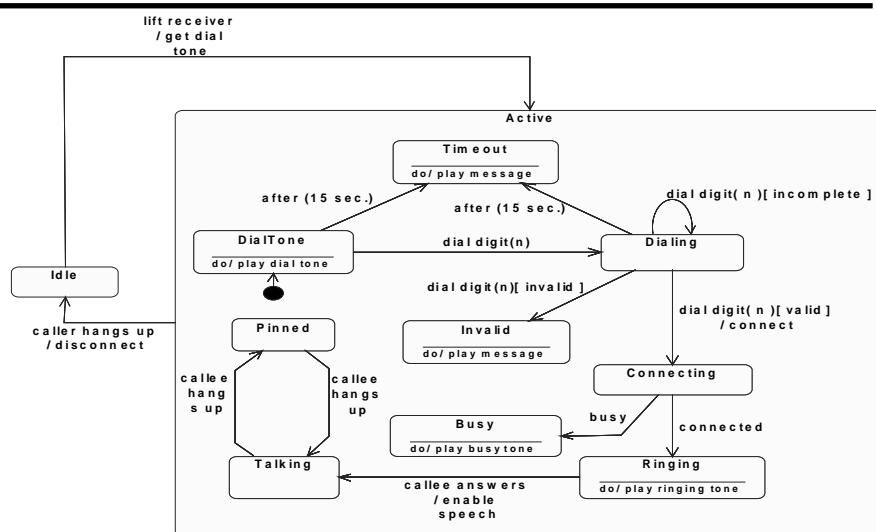 lift receiver
/ get dial
tone
Active
Timeout
do/ play message
after (15 sec.)
after (15 sec.)
dial digit( n )[ incomplete ]
DialTone
do/ play dial tone
dial digit(n)
Dialing
Idle
dial digit(n)[ invalid ]
dial digit( n )[ valid ]
/ connect
caller hangs up
/ disconnect
Pinned
Invalid
do/ play message
callee
hang
s up
callee
hangs
up
Connecting
Busy
do/ play busy tone
busy
connected
Talking
Ringing
do/ play ringing tone
callee answers
/ enable
speech